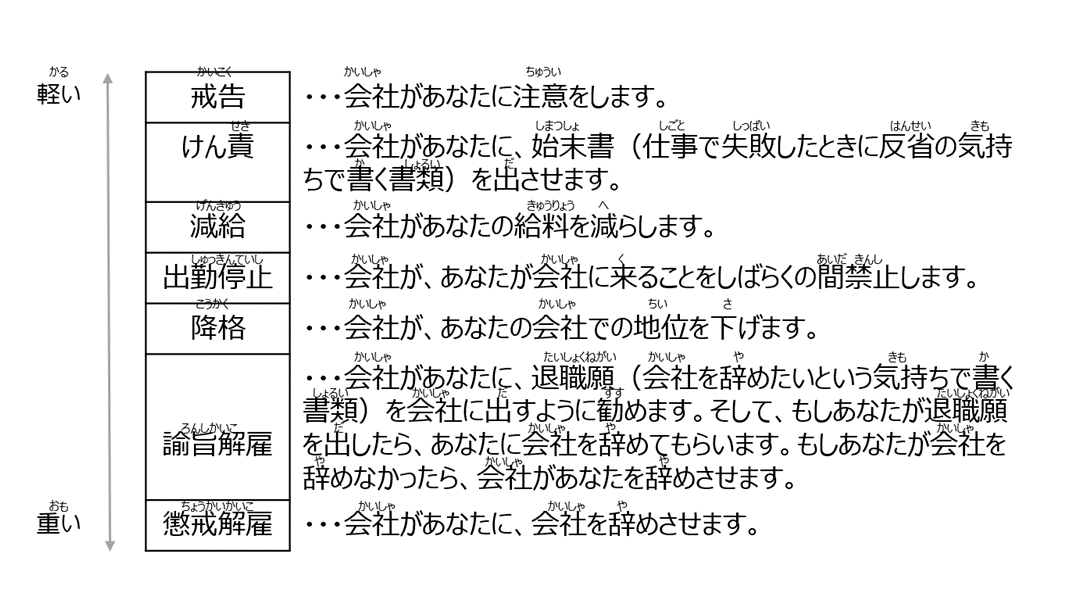 軽い
戒告 ・・・会社があなたに注意をします。
けん責 ・・・会社があなたに、始末書（仕事で失敗したときに反省の気持
ちで書く書類）を出させます。
減給 ・・・会社があなたの給料を減らします。
出勤停止 ・・・会社が、あなたが会社に来ることをしばらくの間禁止します。
降格 ・・・会社が、あなたの会社での地位を下げます。
・・・会社があなたに、退職願（会社を辞めたいという気持ちで書く
書類）を会社に出すように勧めます。そして、もしあなたが退職願
諭旨解雇 を出したら、あなたに会社を辞めてもらいます。もしあなたが会社を
辞めなかったら、会社があなたを辞めさせます。
重い
懲戒解雇 ・・・会社があなたに、会社を辞めさせます。